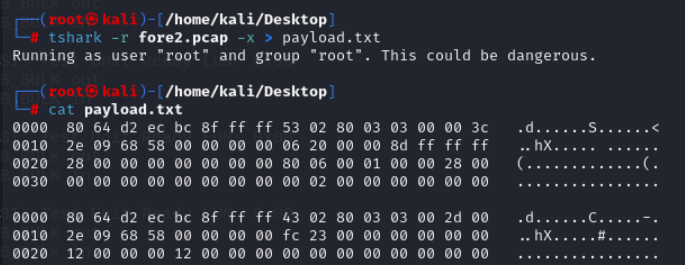 ┌──(root㉿kali)-[/home/kali/Desktop]
└─# tshark -r fore2.pcap -x > payload.txt
Running as user "root" and group "root". This could be dangerous.
┌──(root㉿kali)-[/home/kali/Desktop]
└─# cat payload.txt
0000  80 64 d2 ec bc 8f ff ff 53 02 80 03 03 00 00 3c   .d......S......<
0010  2e 09 68 58 00 00 00 00 06 20 00 00 8d ff ff ff   ..hX..... ......
0020  28 00 00 00 00 00 00 00 80 06 00 01 00 00 28 00   (.............(.
0030  00 00 00 00 00 00 00 00 00 02 00 00 00 00 00 00   ................
0000  80 64 d2 ec bc 8f ff ff 43 02 80 03 03 00 2d 00   .d......C.....-.
0010  2e 09 68 58 00 00 00 00 fc 23 00 00 00 00 00 00   ..hX.....#......
0020  12 00 00 00 12 00 00 00 00 00 00 00 00 00 00 00   ................